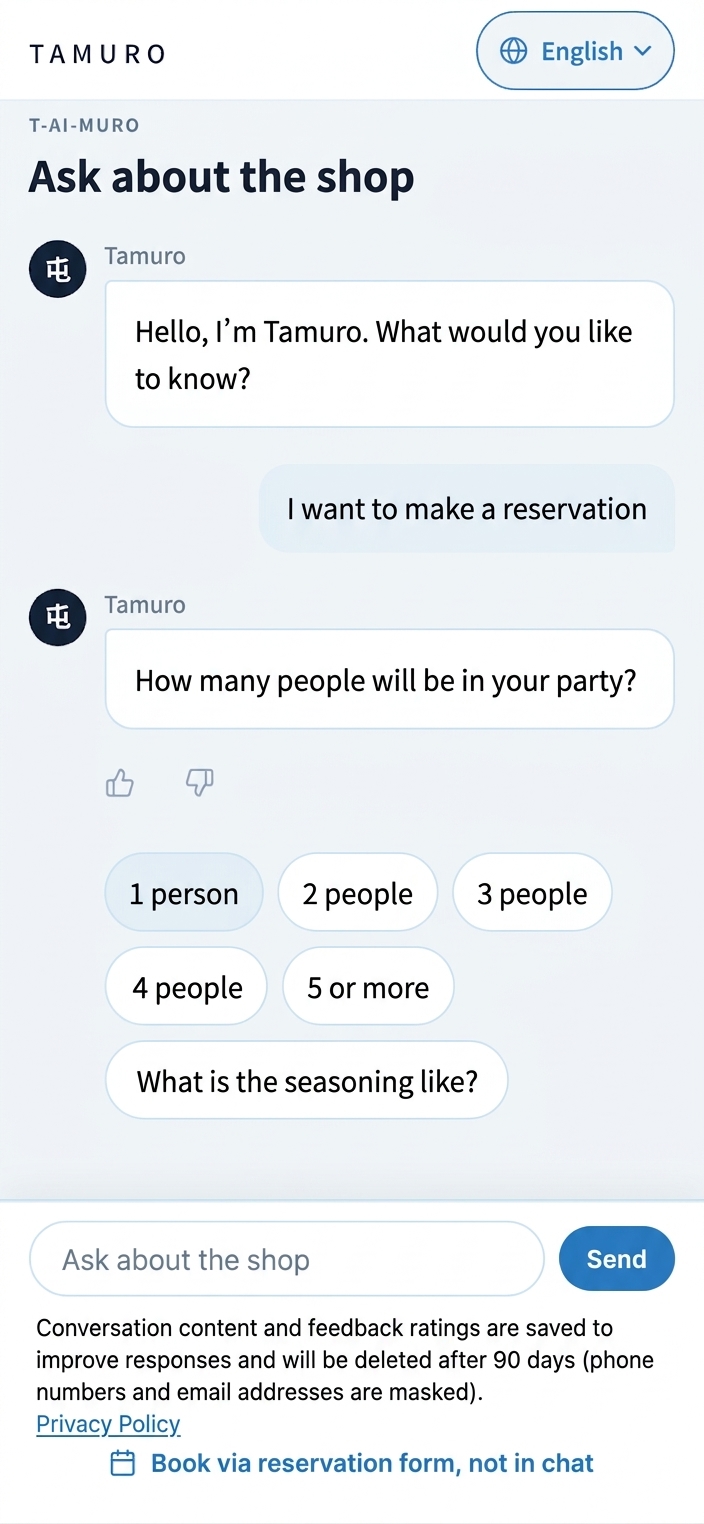 TAMURO
English
T-AI-MURO
Ask about the shop
屯
Tamuro
Hello, I’m Tamuro. What would you like
to know?
I want to make a reservation
屯
Tamuro
How many people will be in your party?
1 person
2 people
3 people
4 people
5 or more
What is the seasoning like?
Ask about the shop
Send
Conversation content and feedback ratings are saved to
improve responses and will be deleted after 90 days (phone
numbers and email addresses are masked).
Privacy Policy
Book via reservation form, not in chat